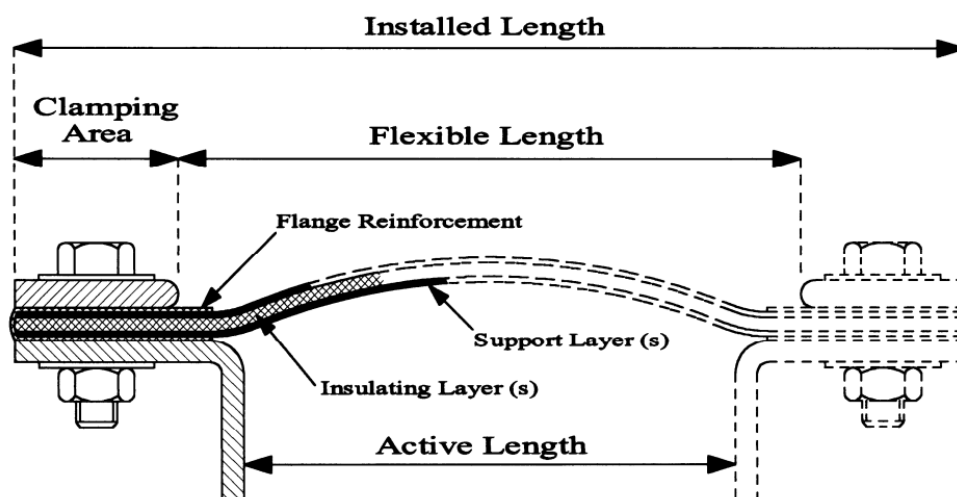 Installed Length
Clamping
Area
Flexible Length
Flange Reinforcement
Support Layer (s)
Insulating Layer (s)
Active Length